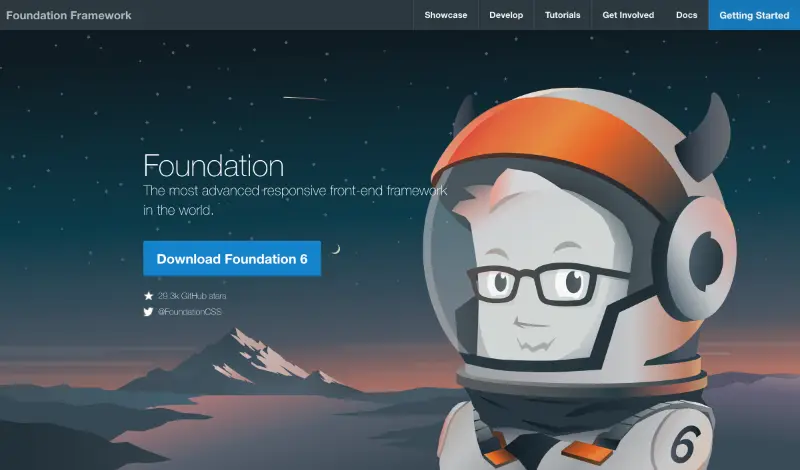 Foundation Framework
Showcase
Develop
Tutorials
Get Involved
Docs
Getting Started
Foundation
The most advanced responsive front-end framework
in the world.
Download Foundation 6
29.3k GitHub stars
@FoundationCSS
6